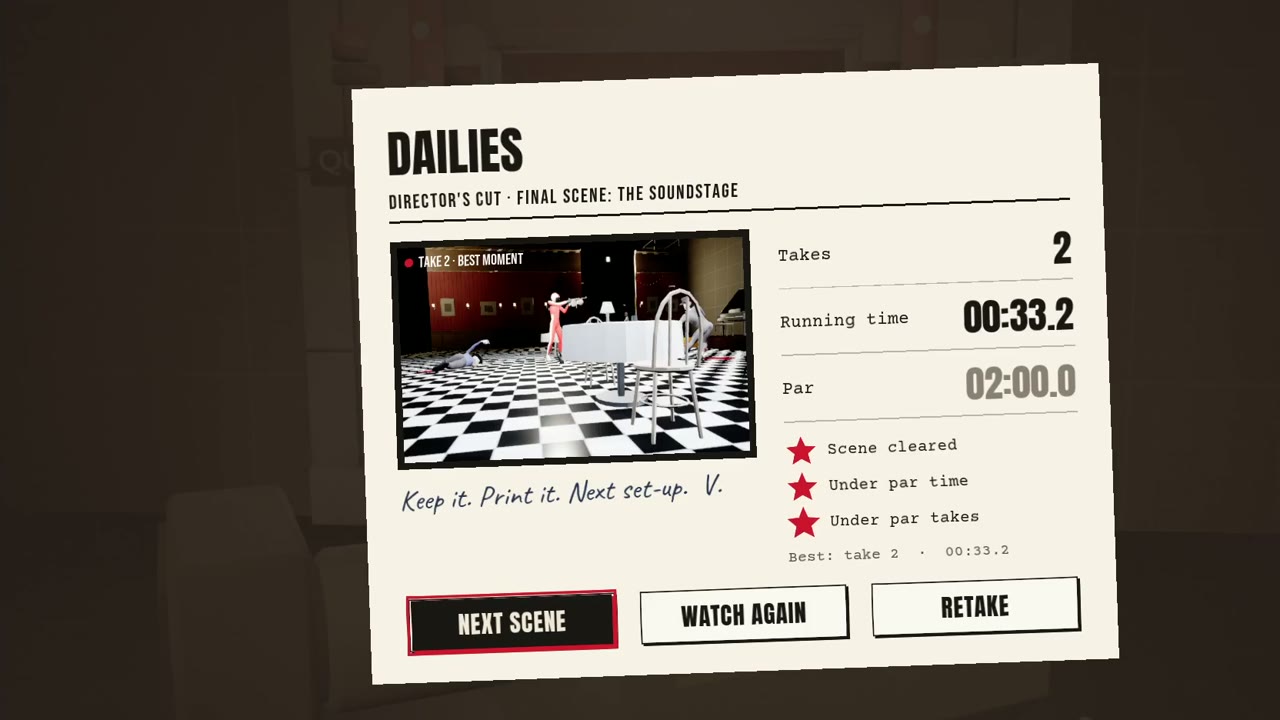 DAILIES
DIRECTOR'S CUT · FINAL SCENE: THE SOUNDSTAGE
TAKE 2 · BEST MOMENT
Keep it. Print it. Next set-up. V.
Takes 2
Running time 00:33.2
Par 02:00.0
Scene cleared
Under par time
Under par takes
Best: take 2 · 00:33.2
NEXT SCENE
WATCH AGAIN
RETAKE